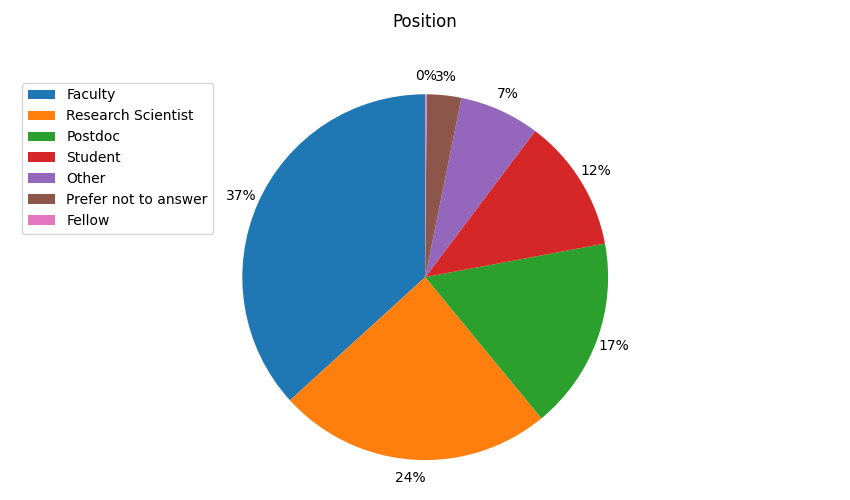 Position
Faculty
Research Scientist
Postdoc
Student
Other
Prefer not to answer
Fellow
0%
3%
7%
12%
37%
17%
24%